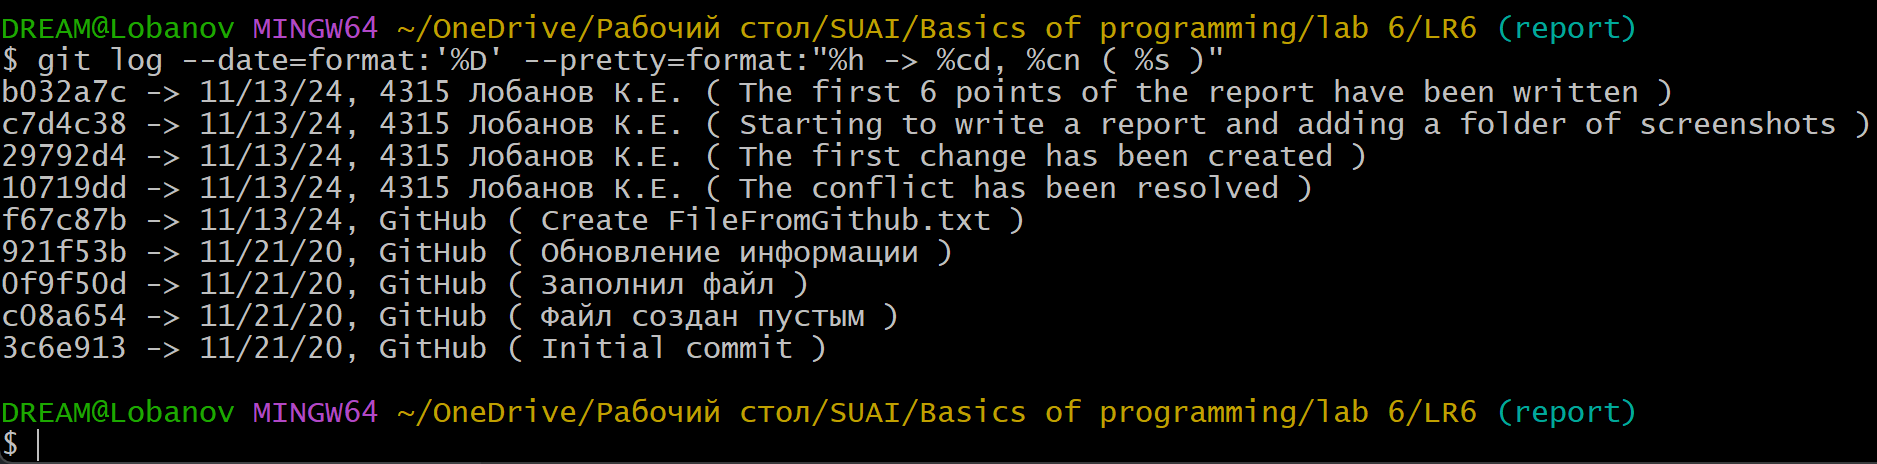 DREAM@Lobanov MINGW64 ~/OneDrive/Рабочий стол/SUAI/Basics of programming/lab 6/LR6 (report)
$ git log --date=format:'%D' --pretty=format:"%h -> %cd, %cn ( %s )"
b032a7c -> 11/13/24, 4315 Лобанов К.Е. ( The first 6 points of the report have been written )
c7d4c38 -> 11/13/24, 4315 Лобанов К.Е. ( Starting to write a report and adding a folder of screenshots )
29792d4 -> 11/13/24, 4315 Лобанов К.Е. ( The first change has been created )
10719dd -> 11/13/24, 4315 Лобанов К.Е. ( The conflict has been resolved )
f67c87b -> 11/13/24, GitHub ( Create FileFromGithub.txt )
921f53b -> 11/21/20, GitHub ( Обновление информации )
0f9f50d -> 11/21/20, GitHub ( Заполнил файл )
c08a654 -> 11/21/20, GitHub ( Файл создан пустым )
3c6e913 -> 11/21/20, GitHub ( Initial commit )
DREAM@Lobanov MINGW64 ~/OneDrive/Рабочий стол/SUAI/Basics of programming/lab 6/LR6 (report)
$